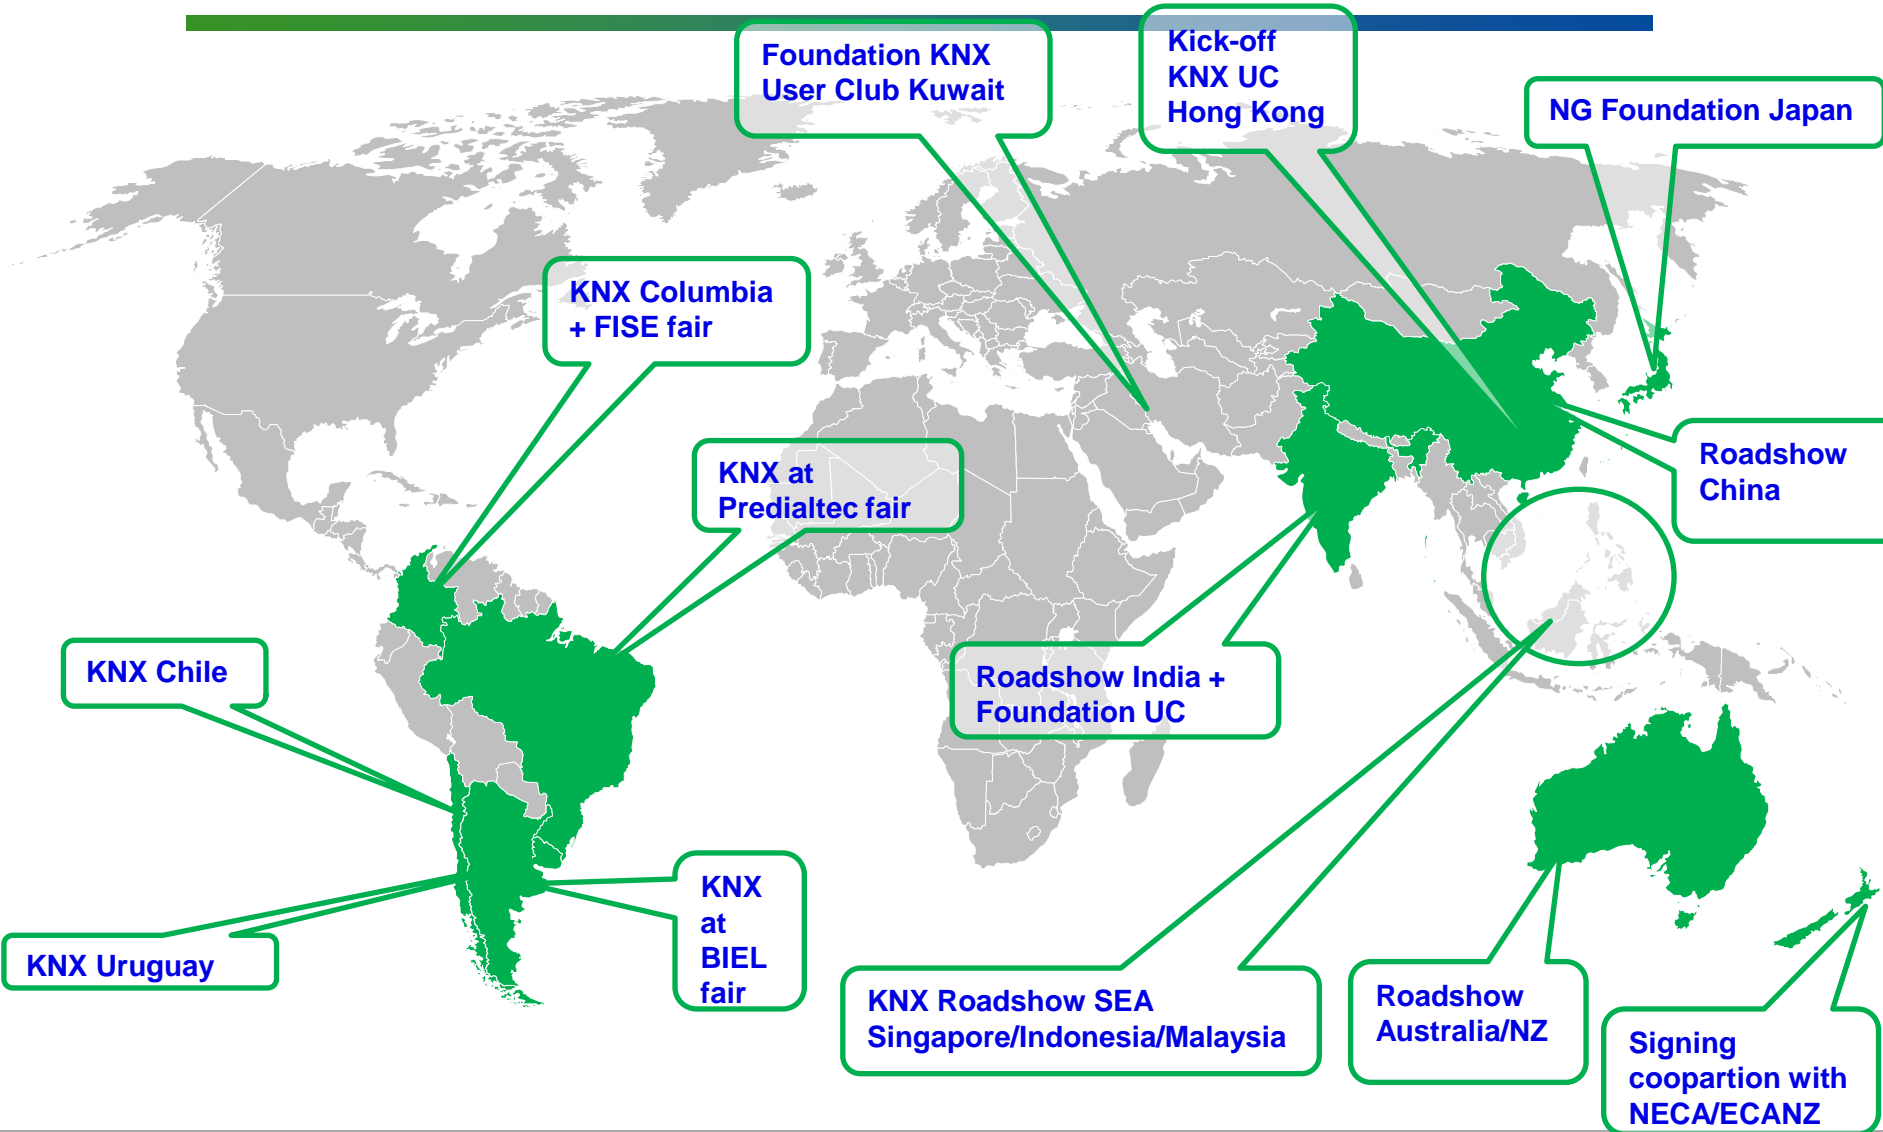 Foundation KNX
User Club Kuwait
Kick-off
KNX UC
Hong Kong
NG Foundation Japan
KNX Columbia
+ FISE fair
KNX at
Predialtec fair
Roadshow
China
KNX Chile
Roadshow India +
Foundation UC
KNX Uruguay
KNX
at
BIEL
fair
KNX Roadshow SEA
Singapore/Indonesia/Malaysia
Roadshow
Australia/NZ
Signing
coopartion with
NECA/ECANZ